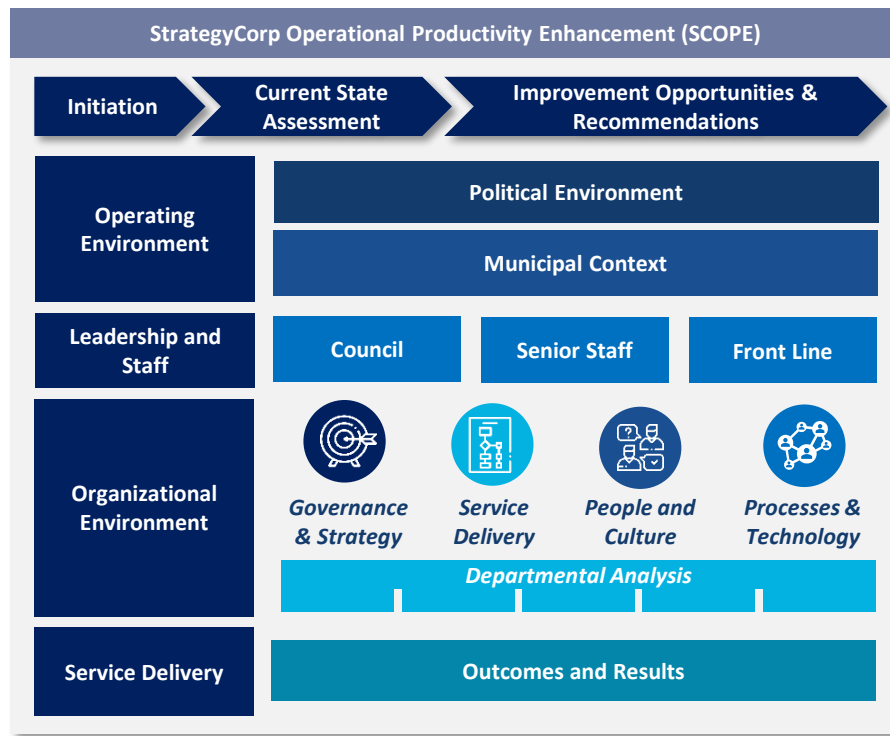 StrategyCorp Operational Productivity Enhancement (SCOPE)
Initiation
Current State
Assessment
Improvement Opportunities &
Recommendations
Operating
Environment
Political Environment
Municipal Context
Leadership and
Staff
Council
Senior Staff
Front Line
Organizational
Environment
Governance
& Strategy
Service
Delivery
People and
Culture
Processes &
Technology
Departmental Analysis
Service Delivery
Outcomes and Results